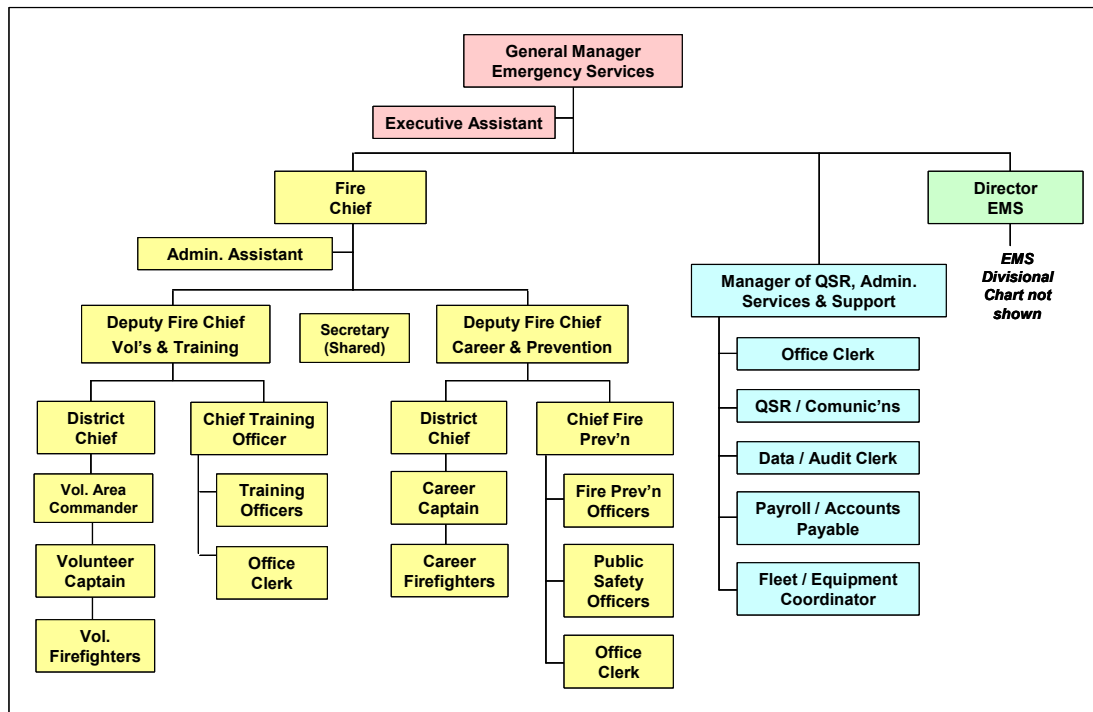 General Manager
Emergency Services
Executive Assistant
Fire
Chief
Director
EMS
Admin. Assistant
EMS
Divisional
Chart not
shown
Manager of QSR, Admin.
Services & Support
Deputy Fire Chief
Vol's & Training
Secretary
(Shared)
Deputy Fire Chief
Career & Prevention
Office Clerk
District
Chief
Chief Training
Officer
District
Chief
Chief Fire
Prev'n
QSR / Comunic'ns
Data / Audit Clerk
Vol. Area
Commander
Training
Officers
Career
Captain
Fire Prev'n
Officers
Payroll / Accounts
Payable
Volunteer
Captain
Office
Clerk
Career
Firefighters
Public
Safety
Officers
Fleet / Equipment
Coordinator
Vol.
Firefighters
Office
Clerk